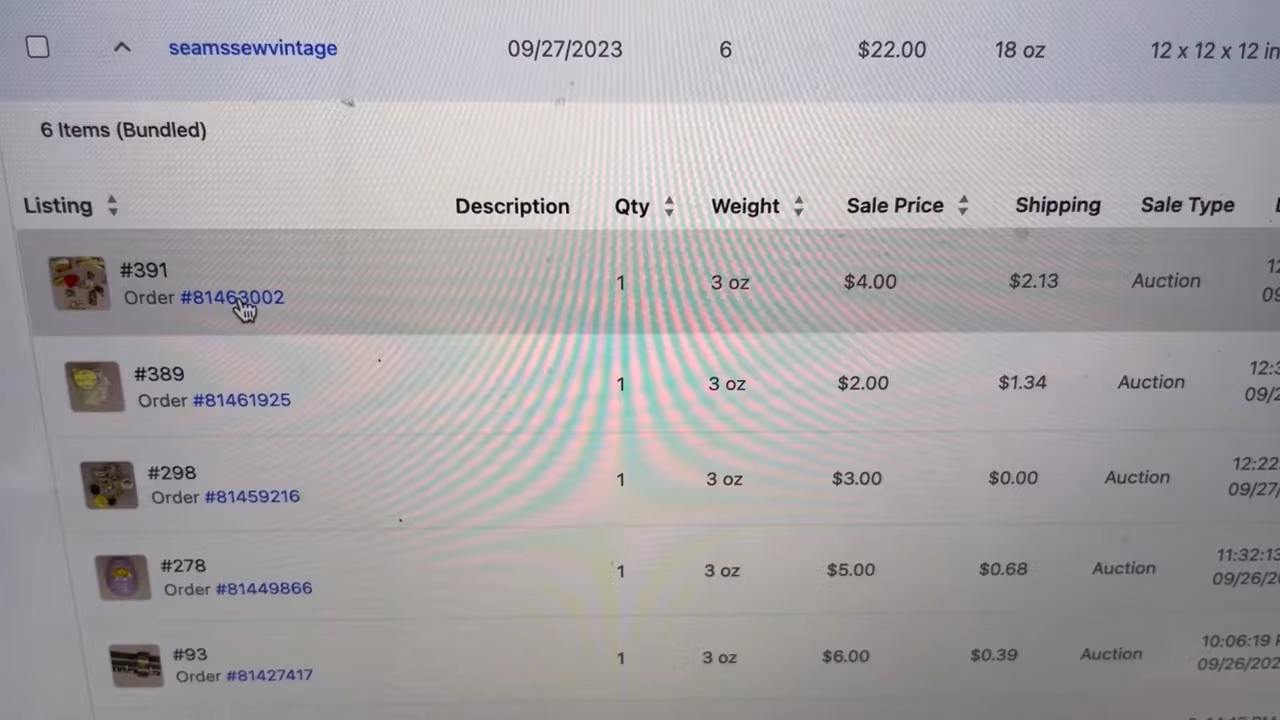 seamssewvintage 09/27/2023 6 $22.00 18 oz 12 x 12 x 12 in
6 Items (Bundled)
Listing Description Qty Weight Sale Price Shipping Sale Type
#391
Order #81463002 1 3 oz $4.00 $2.13 Auction
#389
Order #81461925 1 3 oz $2.00 $1.34 Auction
#298 12:22
Order #81459216 1 3 oz $3.00 $0.00 Auction 09/27/
#278 11:32:13
Order #81449866 1 3 oz $5.00 $0.68 Auction 09/26/20
#93 10:06:19
Order #81427417 1 3 oz $6.00 $0.39 Auction 09/26/202